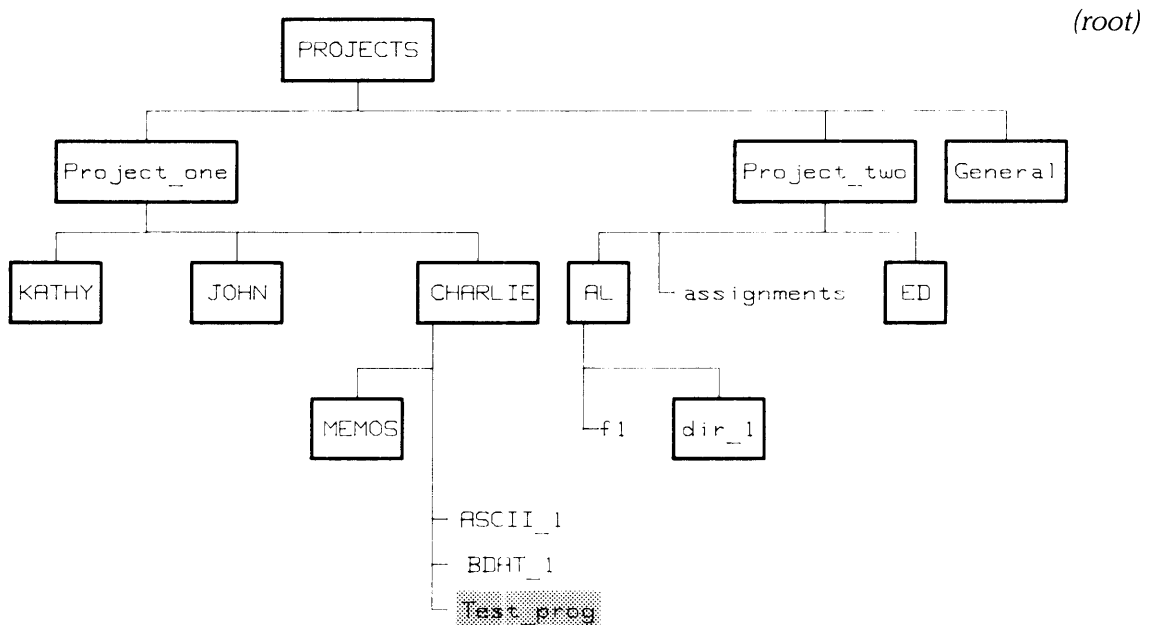 (root)
PROJECTS
Project_one
Project_two
General
KATHY
JOHN
CHARLIE
AL
assignments
ED
MEMOS
f1
dir_1
ASCII_1
BDAT_1
Test_prog